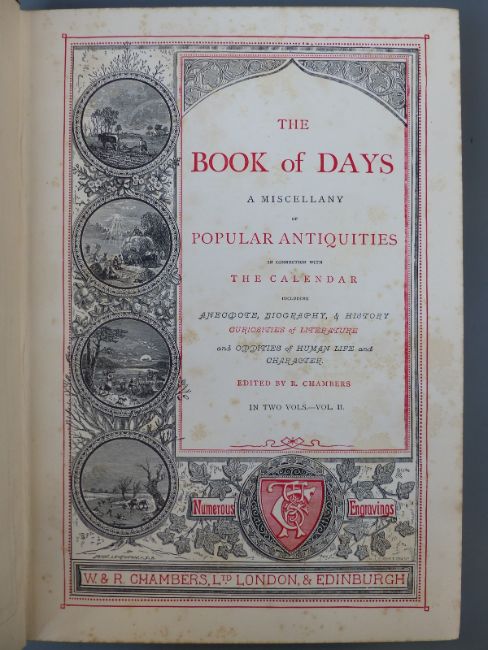 THE
BOOK of DAYS
A MISCELLANY
OF
POPULAR ANTIQUITIES
IN CONNECTION WITH
THE CALENDAR
INCLUDING
ANECDOTE, BIOGRAPHY, & HISTORY
CURIOSITIES of LITERATURE
and ODDITIES of HUMAN LIFE and
CHARACTER.
EDITED BY R. CHAMBERS
IN TWO VOLS.—VOL. II.
Numerous Engravings
W. & R. CHAMBERS, LTD LONDON, & EDINBURGH